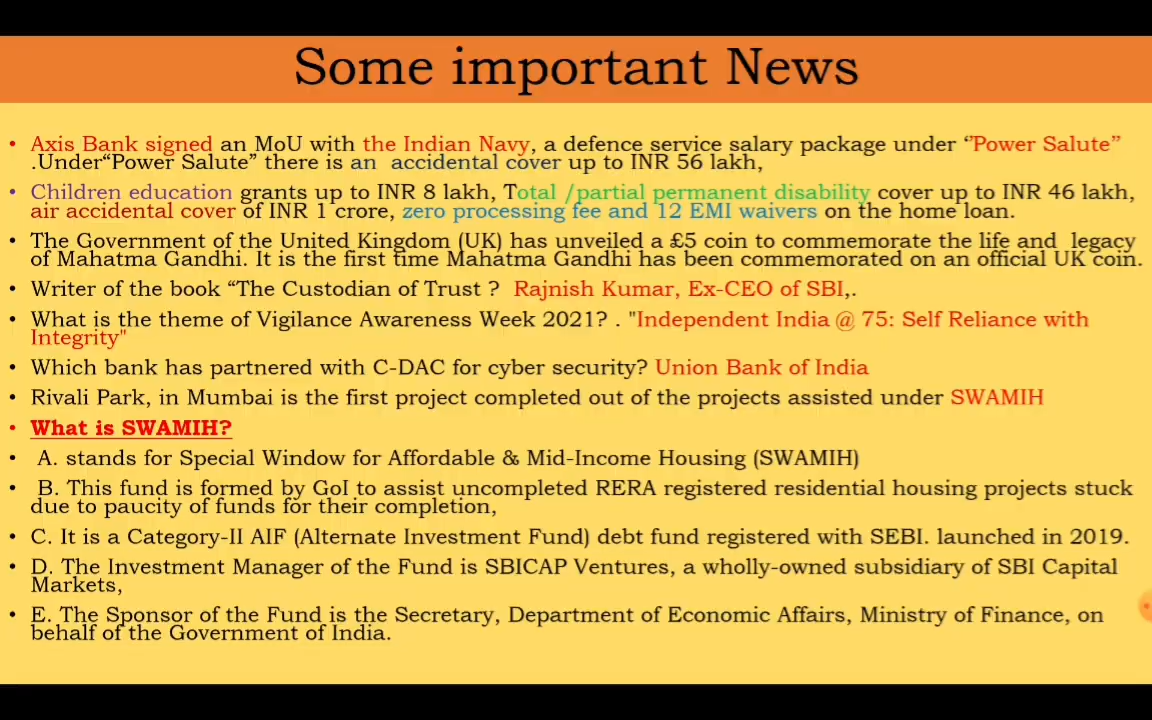 Some important News
• Axis Bank signed an MoU with the Indian Navy, a defence service salary package under ‘”Power Salute”
.Under“Power Salute” there is an accidental cover up to INR 56 lakh,
• Children education grants up to INR 8 lakh, Total /partial permanent disability cover up to INR 46 lakh,
air accidental cover of INR 1 crore, zero processing fee and 12 EMI waivers on the home loan.
• The Government of the United Kingdom (UK) has unveiled a £5 coin to commemorate the life and legacy
of Mahatma Gandhi. It is the first time Mahatma Gandhi has been commemorated on an official UK coin.
• Writer of the book “The Custodian of Trust ? Rajnish Kumar, Ex-CEO of SBI,.
• What is the theme of Vigilance Awareness Week 2021? . "Independent India @ 75: Self Reliance with
Integrity"
• Which bank has partnered with C-DAC for cyber security? Union Bank of India
• Rivali Park, in Mumbai is the first project completed out of the projects assisted under SWAMIH
• What is SWAMIH?
• A. stands for Special Window for Affordable & Mid-Income Housing (SWAMIH)
• B. This fund is formed by GoI to assist uncompleted RERA registered residential housing projects stuck
due to paucity of funds for their completion,
• C. It is a Category-II AIF (Alternate Investment Fund) debt fund registered with SEBI. launched in 2019.
• D. The Investment Manager of the Fund is SBICAP Ventures, a wholly-owned subsidiary of SBI Capital
Markets,
• E. The Sponsor of the Fund is the Secretary, Department of Economic Affairs, Ministry of Finance, on
behalf of the Government of India.